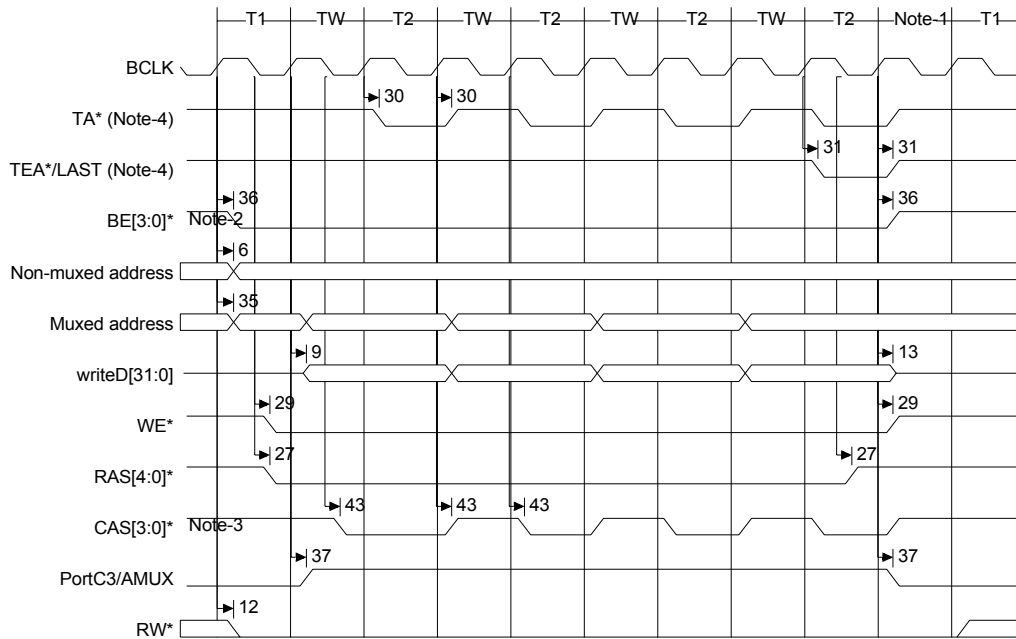 T1 TW T2 TW T2 TW T2 TW T2 Note-1 T1
BCLK
30 30
TA* (Note-4)
31 31
TEA*/LAST (Note-4)
36 36
BE[3:0]* Note-2
6
Non-muxed address
35
Muxed address
9 13
writeD[31:0]
29 29
WE*
27 27
RAS[4:0]*
43 43 43
CAS[3:0]* Note-3
37 37
PortC3/AMUX
12
RW*